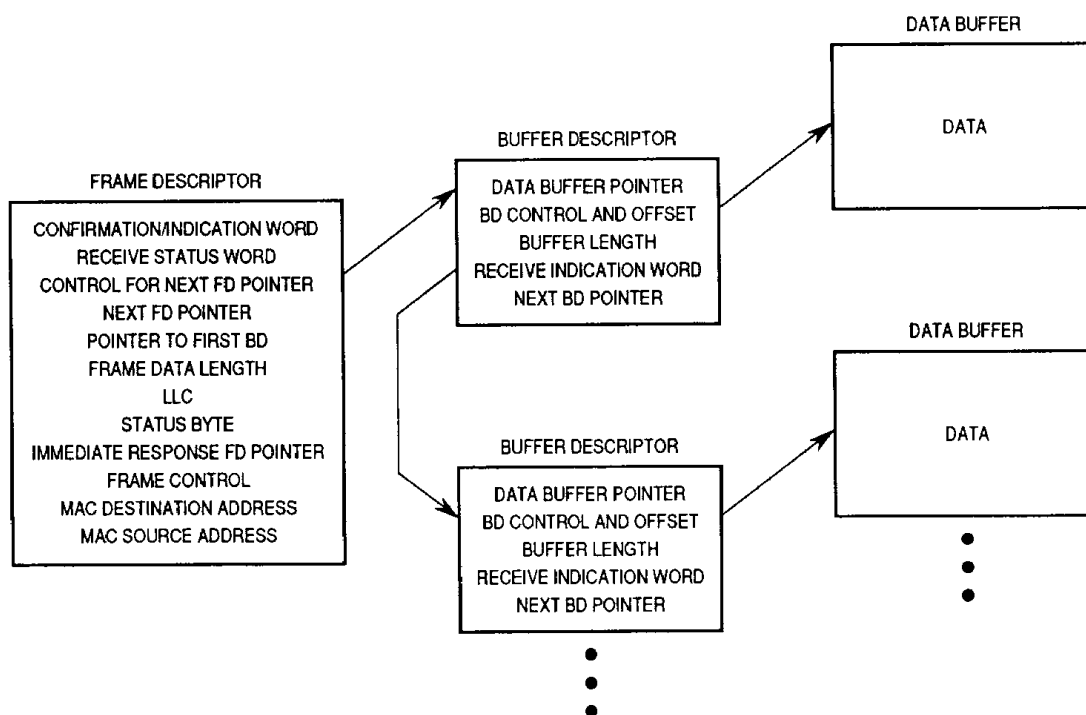 FRAME DESCRIPTOR
CONFIRMATION/INDICATION WORD
RECEIVE STATUS WORD
CONTROL FOR NEXT FD POINTER
NEXT FD POINTER
POINTER TO FIRST BD
FRAME DATA LENGTH
LLC
STATUS BYTE
IMMEDIATE RESPONSE FD POINTER
FRAME CONTROL
MAC DESTINATION ADDRESS
MAC SOURCE ADDRESS
BUFFER DESCRIPTOR
DATA BUFFER POINTER
BD CONTROL AND OFFSET
BUFFER LENGTH
RECEIVE INDICATION WORD
NEXT BD POINTER
DATA BUFFER
DATA
BUFFER DESCRIPTOR
DATA BUFFER POINTER
BD CONTROL AND OFFSET
BUFFER LENGTH
RECEIVE INDICATION WORD
NEXT BD POINTER
DATA BUFFER
DATA